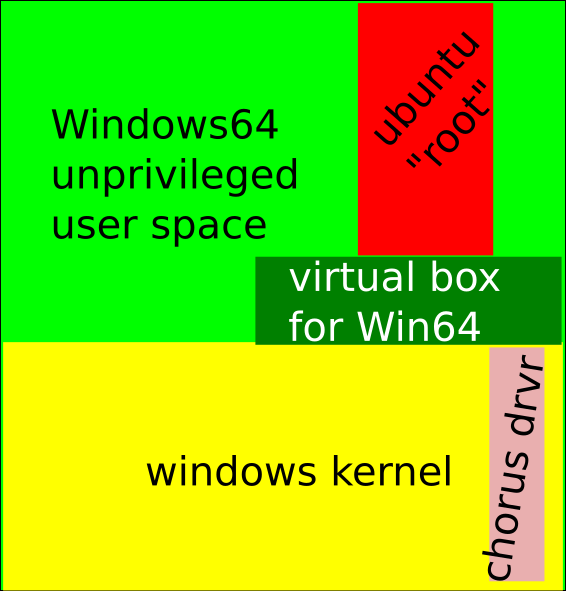 Windows64
unprivileged
user space
ubuntu
"root"
virtual box
for Win64
windows kernel
chorus drvr